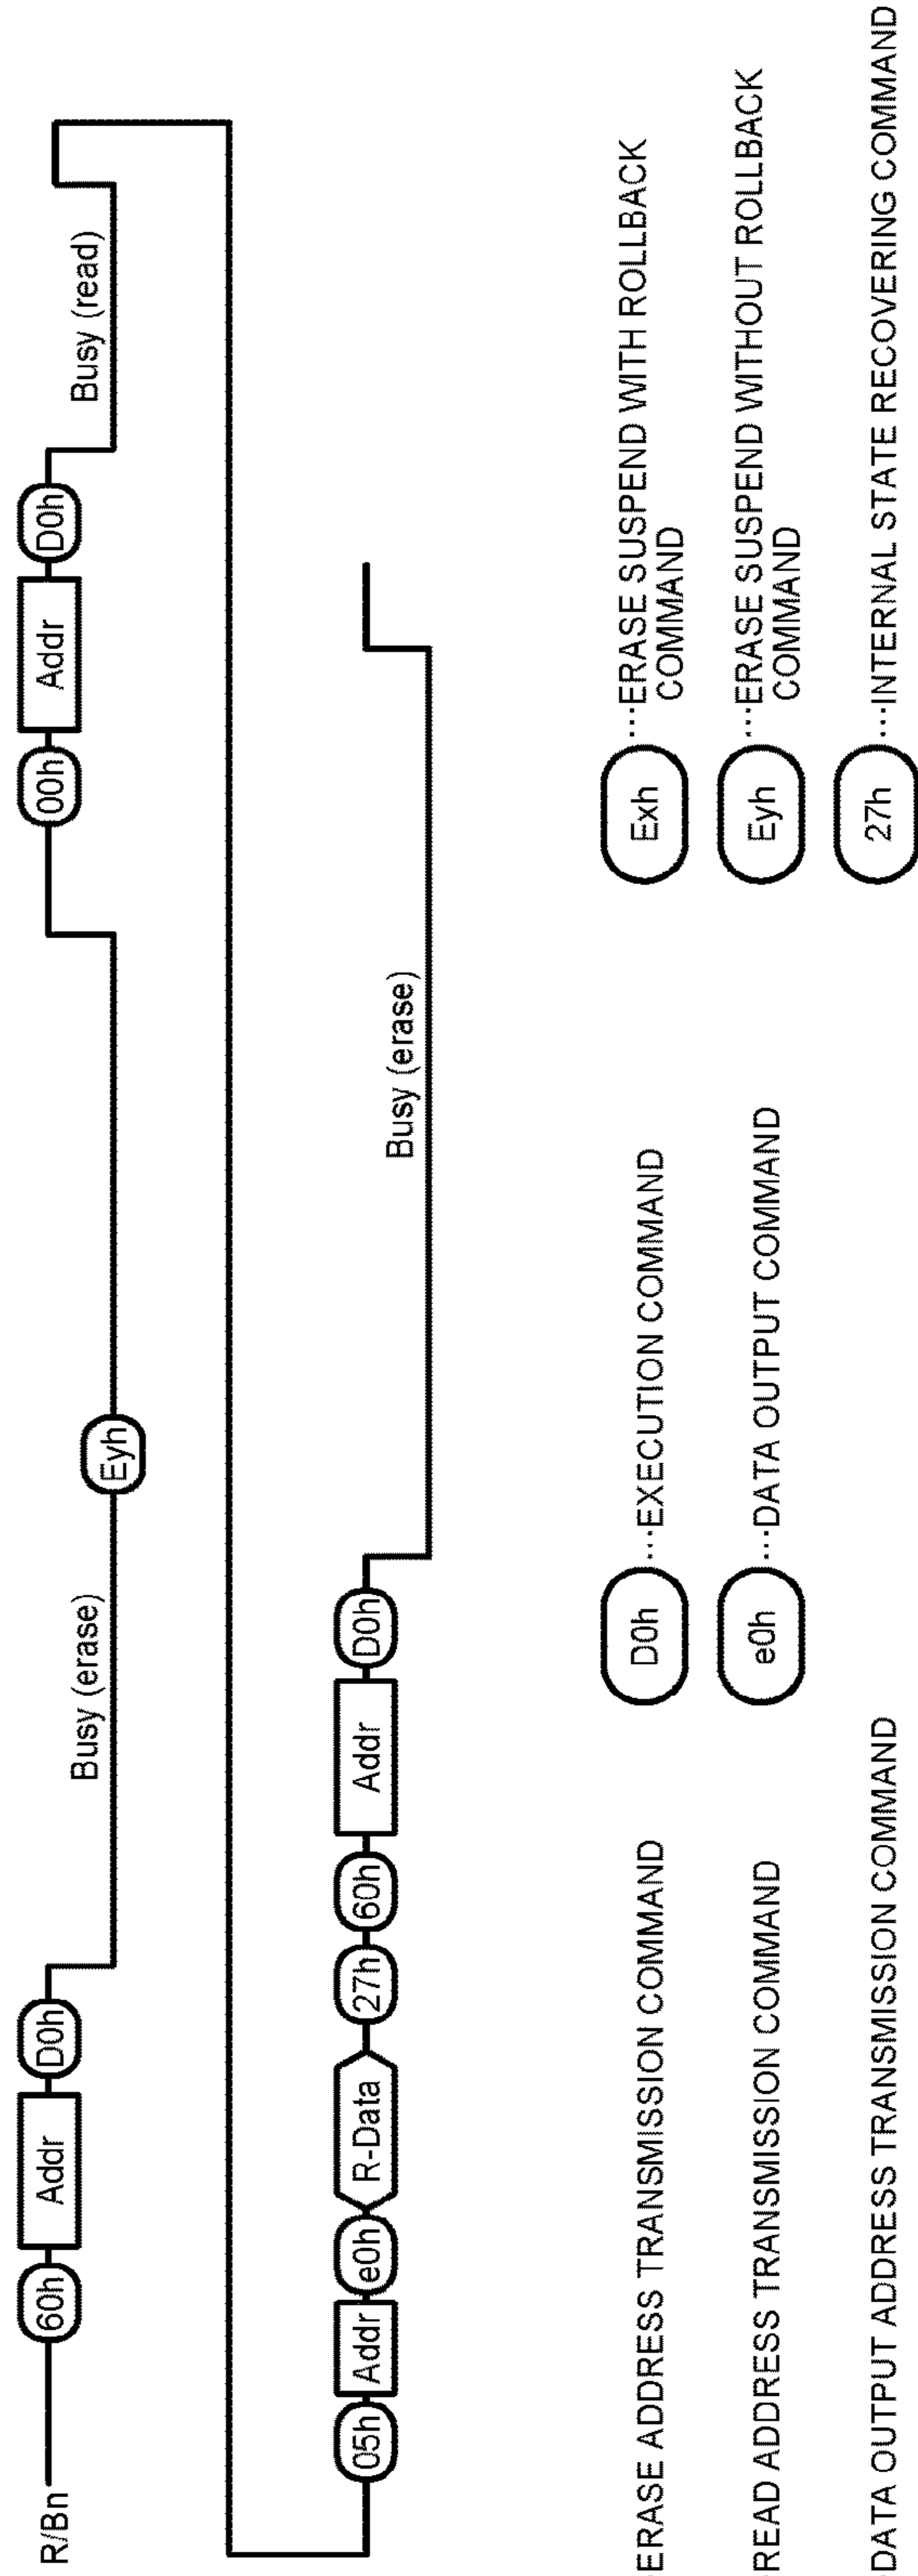 R/Bn 60h Addr D0h Busy (erase) Eyh 00h Addr D0h Busy (read)
05h Addr e0h R-Data 27h 60h Addr D0h Busy (erase)
ERASE ADDRESS TRANSMISSION COMMAND
READ ADDRESS TRANSMISSION COMMAND
DATA OUTPUT ADDRESS TRANSMISSION COMMAND
D0h ...EXECUTION COMMAND
e0h ...DATA OUTPUT COMMAND
Exh ...ERASE SUSPEND WITH ROLLBACK
COMMAND
Eyh ...ERASE SUSPEND WITHOUT ROLLBACK
COMMAND
27h ...INTERNAL STATE RECOVERING COMMAND